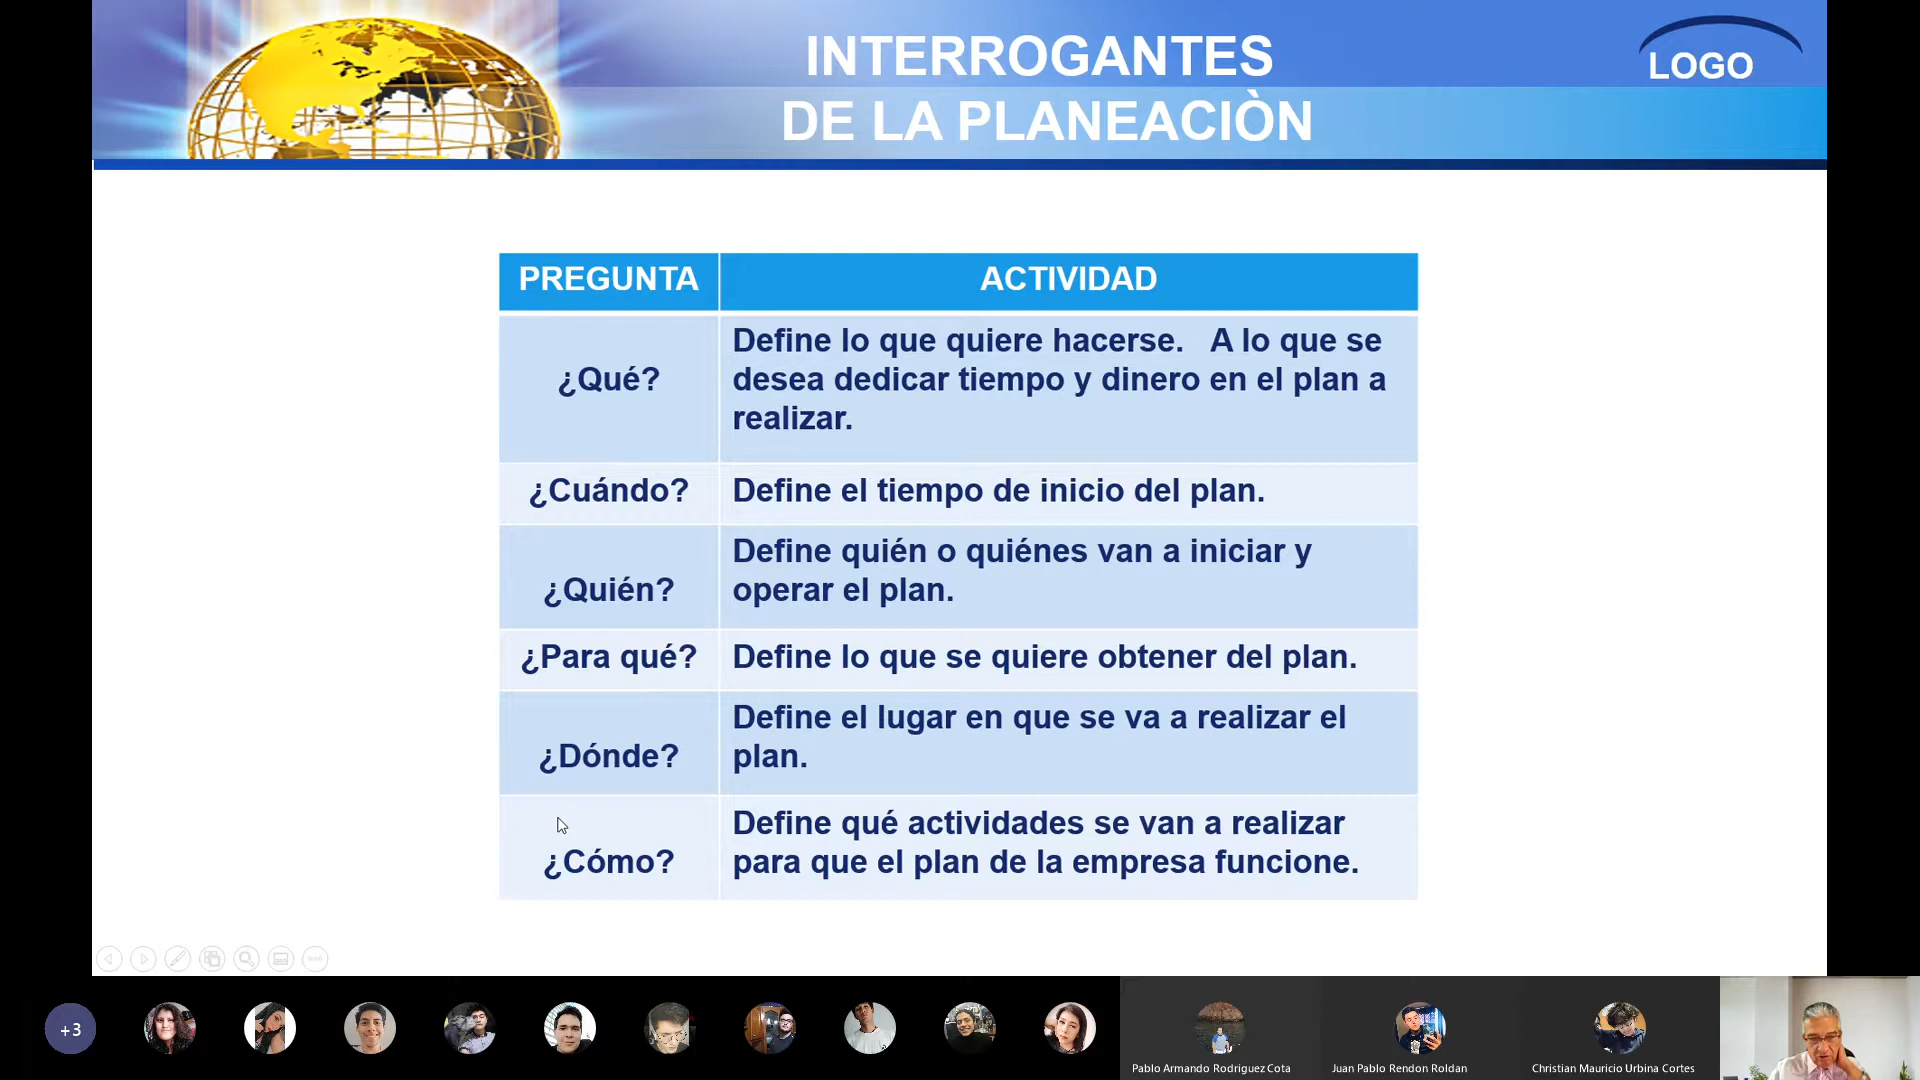 INTERROGANTES
DE LA PLANEACIÒN
LOGO
PREGUNTA ACTIVIDAD
¿Qué?
Define lo que quiere hacerse. A lo que se
desea dedicar tiempo y dinero en el plan a
realizar.
¿Cuándo? Define el tiempo de inicio del plan.
¿Quién?
Define quién o quiénes van a iniciar y
operar el plan.
¿Para qué? Define lo que se quiere obtener del plan.
¿Dónde?
Define el lugar en que se va a realizar el
plan.
¿Cómo?
Define qué actividades se van a realizar
para que el plan de la empresa funcione.
+3
Pablo Armando Rodriguez Cota
Juan Pablo Rendon Roldan
Christian Mauricio Urbina Cortes